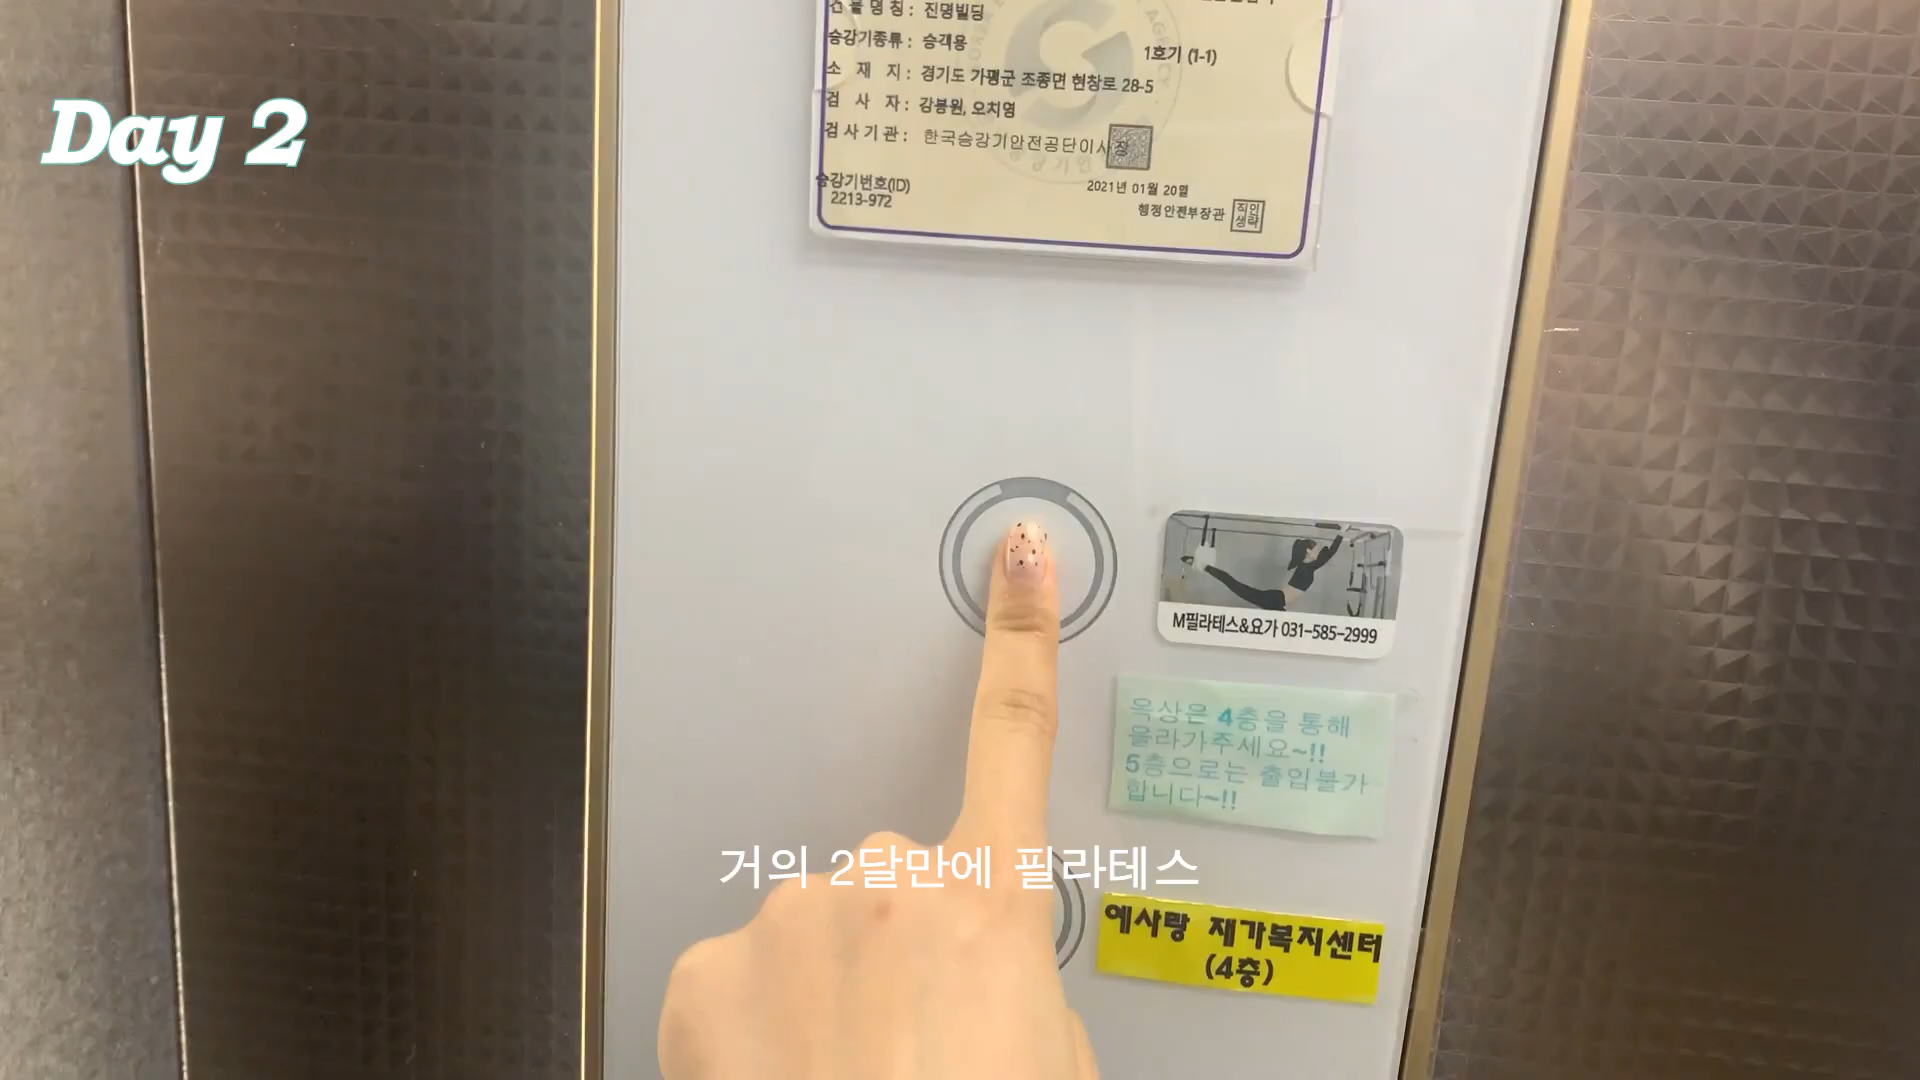 Day 2
건물명칭: 진명빌딩
승강기종류: 승객용
1호기 (1-1)
소재지: 경기도 가평군 조종면 현창로 28-5
검사자: 강봉원, 오치영
검사기관: 한국승강기안전공단이사장
승강기번호(ID)
2213-972
2021년 01월 20일
행정안전부장관
직인
생략
M필라테스&요가 031-585-2999
옥상은 4층을 통해
올라가주세요~!!
5층으로는 출입불가
합니다~!!
거의 2달만에 필라테스
예사랑 재가복지센터
(4층)